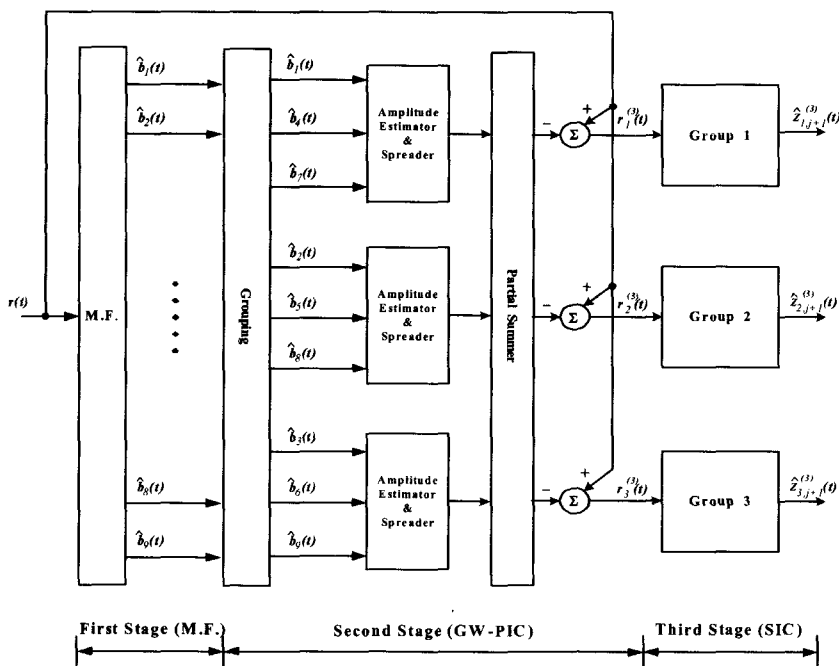 r(t)
M.F.
b̂₁(t)
b̂₂(t)
b̂₈(t)
b̂₉(t)
Grouping
b̂₁(t)
b̂₄(t)
b̂₇(t)
b̂₂(t)
b̂₅(t)
b̂₈(t)
b̂₃(t)
b̂₆(t)
b̂₉(t)
Amplitude
Estimator
&
Spreader
Amplitude
Estimator
&
Spreader
Amplitude
Estimator
&
Spreader
Partial Summer
− + Σ
− + Σ
− + Σ
r₁⁽³⁾(t)
r₂⁽³⁾(t)
r₃⁽³⁾(t)
Group 1
Group 2
Group 3
ẑ₁,ⱼ₊₁⁽³⁾(t)
ẑ₂,ⱼ₊₁⁽³⁾(t)
ẑ₃,ⱼ₊₁⁽³⁾(t)
First Stage (M.F.)
Second Stage (GW-PIC)
Third Stage (SIC)